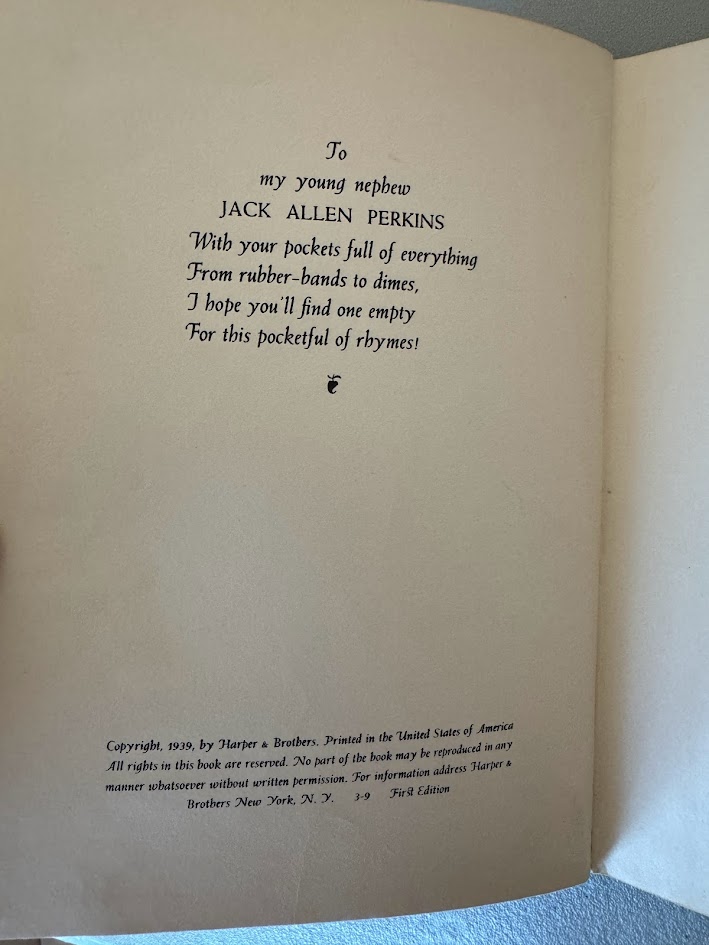 To
my young nephew
JACK ALLEN PERKINS
With your pockets full of everything
From rubber-bands to dimes,
I hope you'll find one empty
For this pocketful of rhymes!
Copyright, 1939, by Harper & Brothers. Printed in the United States of America
All rights in this book are reserved. No part of the book may be reproduced in any
manner whatsoever without written permission. For information address Harper &
Brothers New York, N. Y. 3-9 First Edition